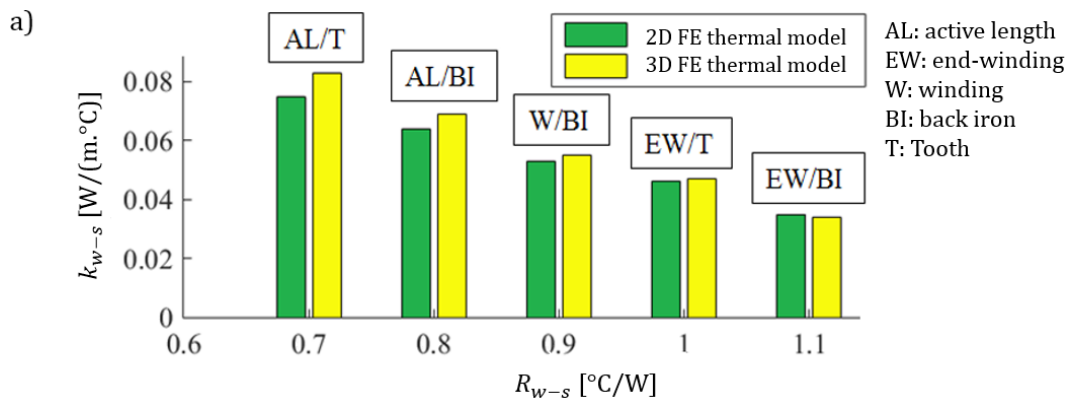 a)
AL/T
AL/BI
W/BI
EW/T
EW/BI
2D FE thermal model
3D FE thermal model
AL: active length
EW: end-winding
W: winding
BI: back iron
T: Tooth
k_{w-s} [W/(m.°C)]
0.08
0.06
0.04
0.02
0
0.6 0.7 0.8 0.9 1 1.1
R_{w-s} [°C/W]